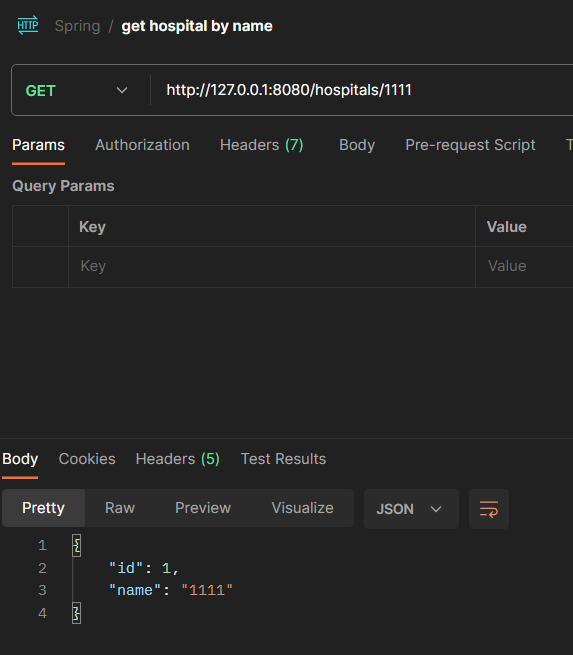 HTTP Spring / get hospital by name
GET http://127.0.0.1:8080/hospitals/1111
Params Authorization Headers (7) Body Pre-request Script
Query Params
Key Value
Key Value
Body Cookies Headers (5) Test Results
Pretty Raw Preview Visualize JSON
1 {
2 "id": 1,
3 "name": "1111"
4 }